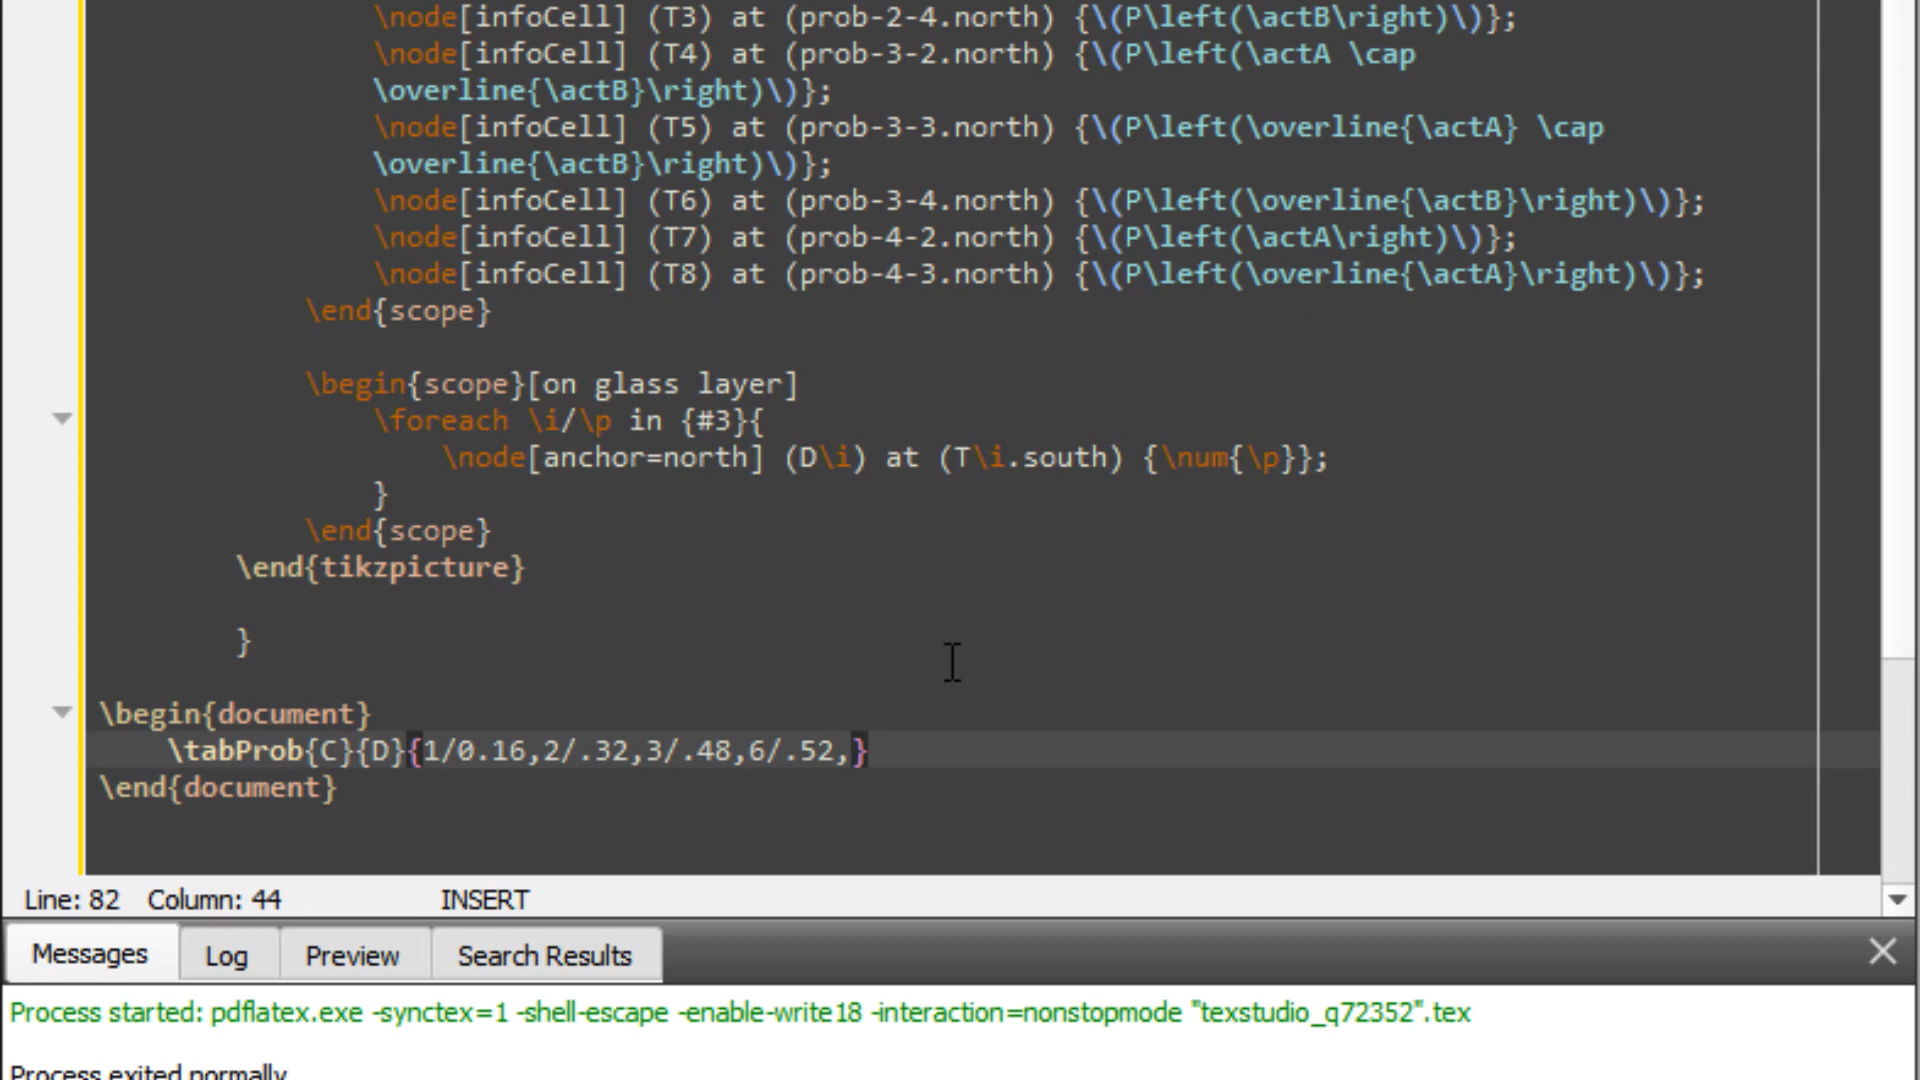 \node[infoCell] (T3) at (prob-2-4.north) {\(P\left(\actB\right)\)};
\node[infoCell] (T4) at (prob-3-2.north) {\(P\left(\actA \cap
\overline{\actB}\right)\)};
\node[infoCell] (T5) at (prob-3-3.north) {\(P\left(\overline{\actA} \cap
\overline{\actB}\right)\)};
\node[infoCell] (T6) at (prob-3-4.north) {\(P\left(\overline{\actB}\right)\)};
\node[infoCell] (T7) at (prob-4-2.north) {\(P\left(\actA\right)\)};
\node[infoCell] (T8) at (prob-4-3.north) {\(P\left(\overline{\actA}\right)\)};
\end{scope}
\begin{scope}[on glass layer]
\foreach \i/\p in {#3}{
\node[anchor=north] (D\i) at (T\i.south) {\num{\p}};
}
\end{scope}
\end{tikzpicture}
}
\begin{document}
\tabProb{C}{D}{1/0.16,2/.32,3/.48,6/.52,}
\end{document}
Line: 82 Column: 44 INSERT
Messages Log Preview Search Results
Process started: pdflatex.exe -synctex=1 -shell-escape -enable-write18 -interaction=nonstopmode "texstudio_q72352".tex
Process exited normally